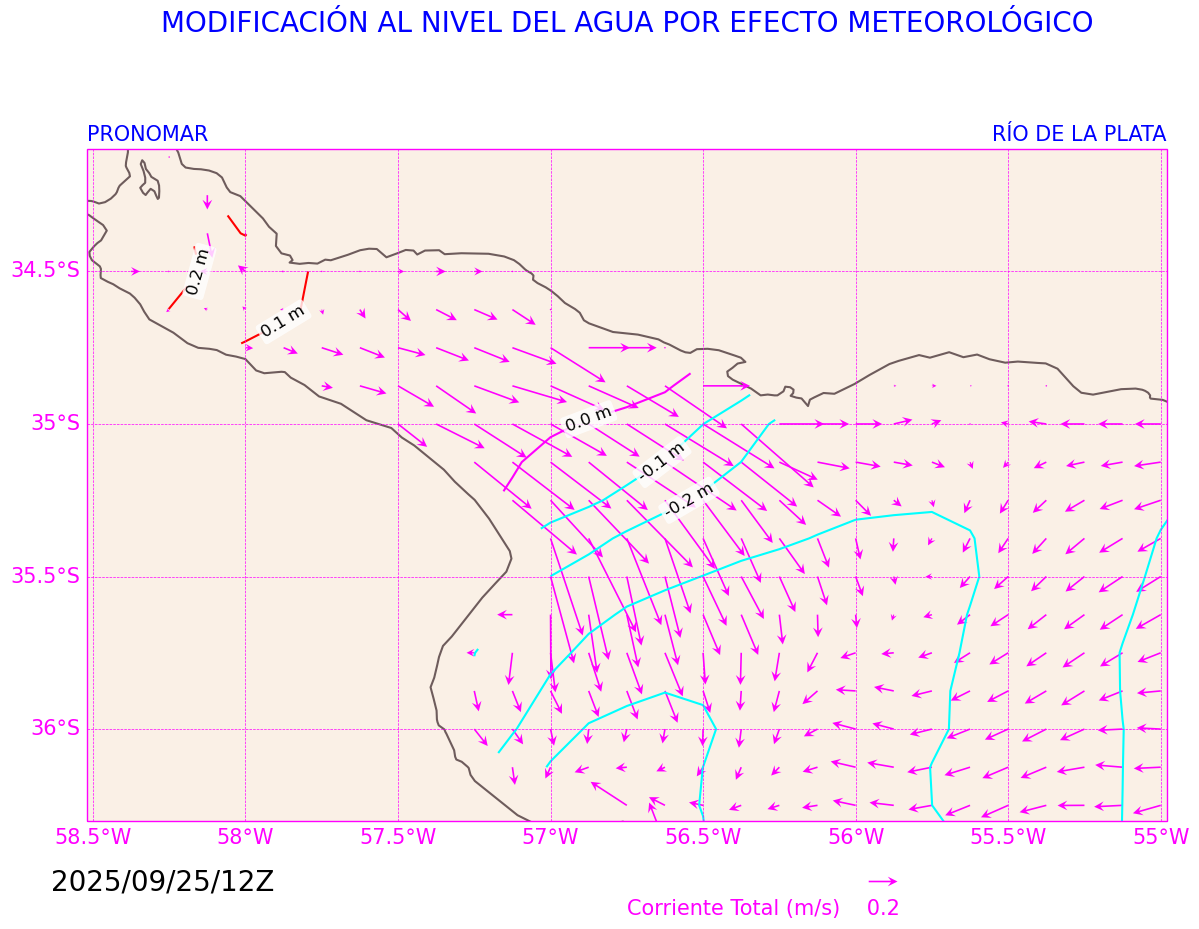 MODIFICACIÓN AL NIVEL DEL AGUA POR EFECTO METEOROLÓGICO
PRONOMAR
RÍO DE LA PLATA
0.2 m
34.5°S
0.1 m
0.0 m
35°S
-0.1 m
-0.2 m
35.5°S
36°S
58.5°W
58°W
57.5°W
57°W
56.5°W
56°W
55.5°W
55°W
2025/09/25/12Z
Corriente Total (m/s)
0.2